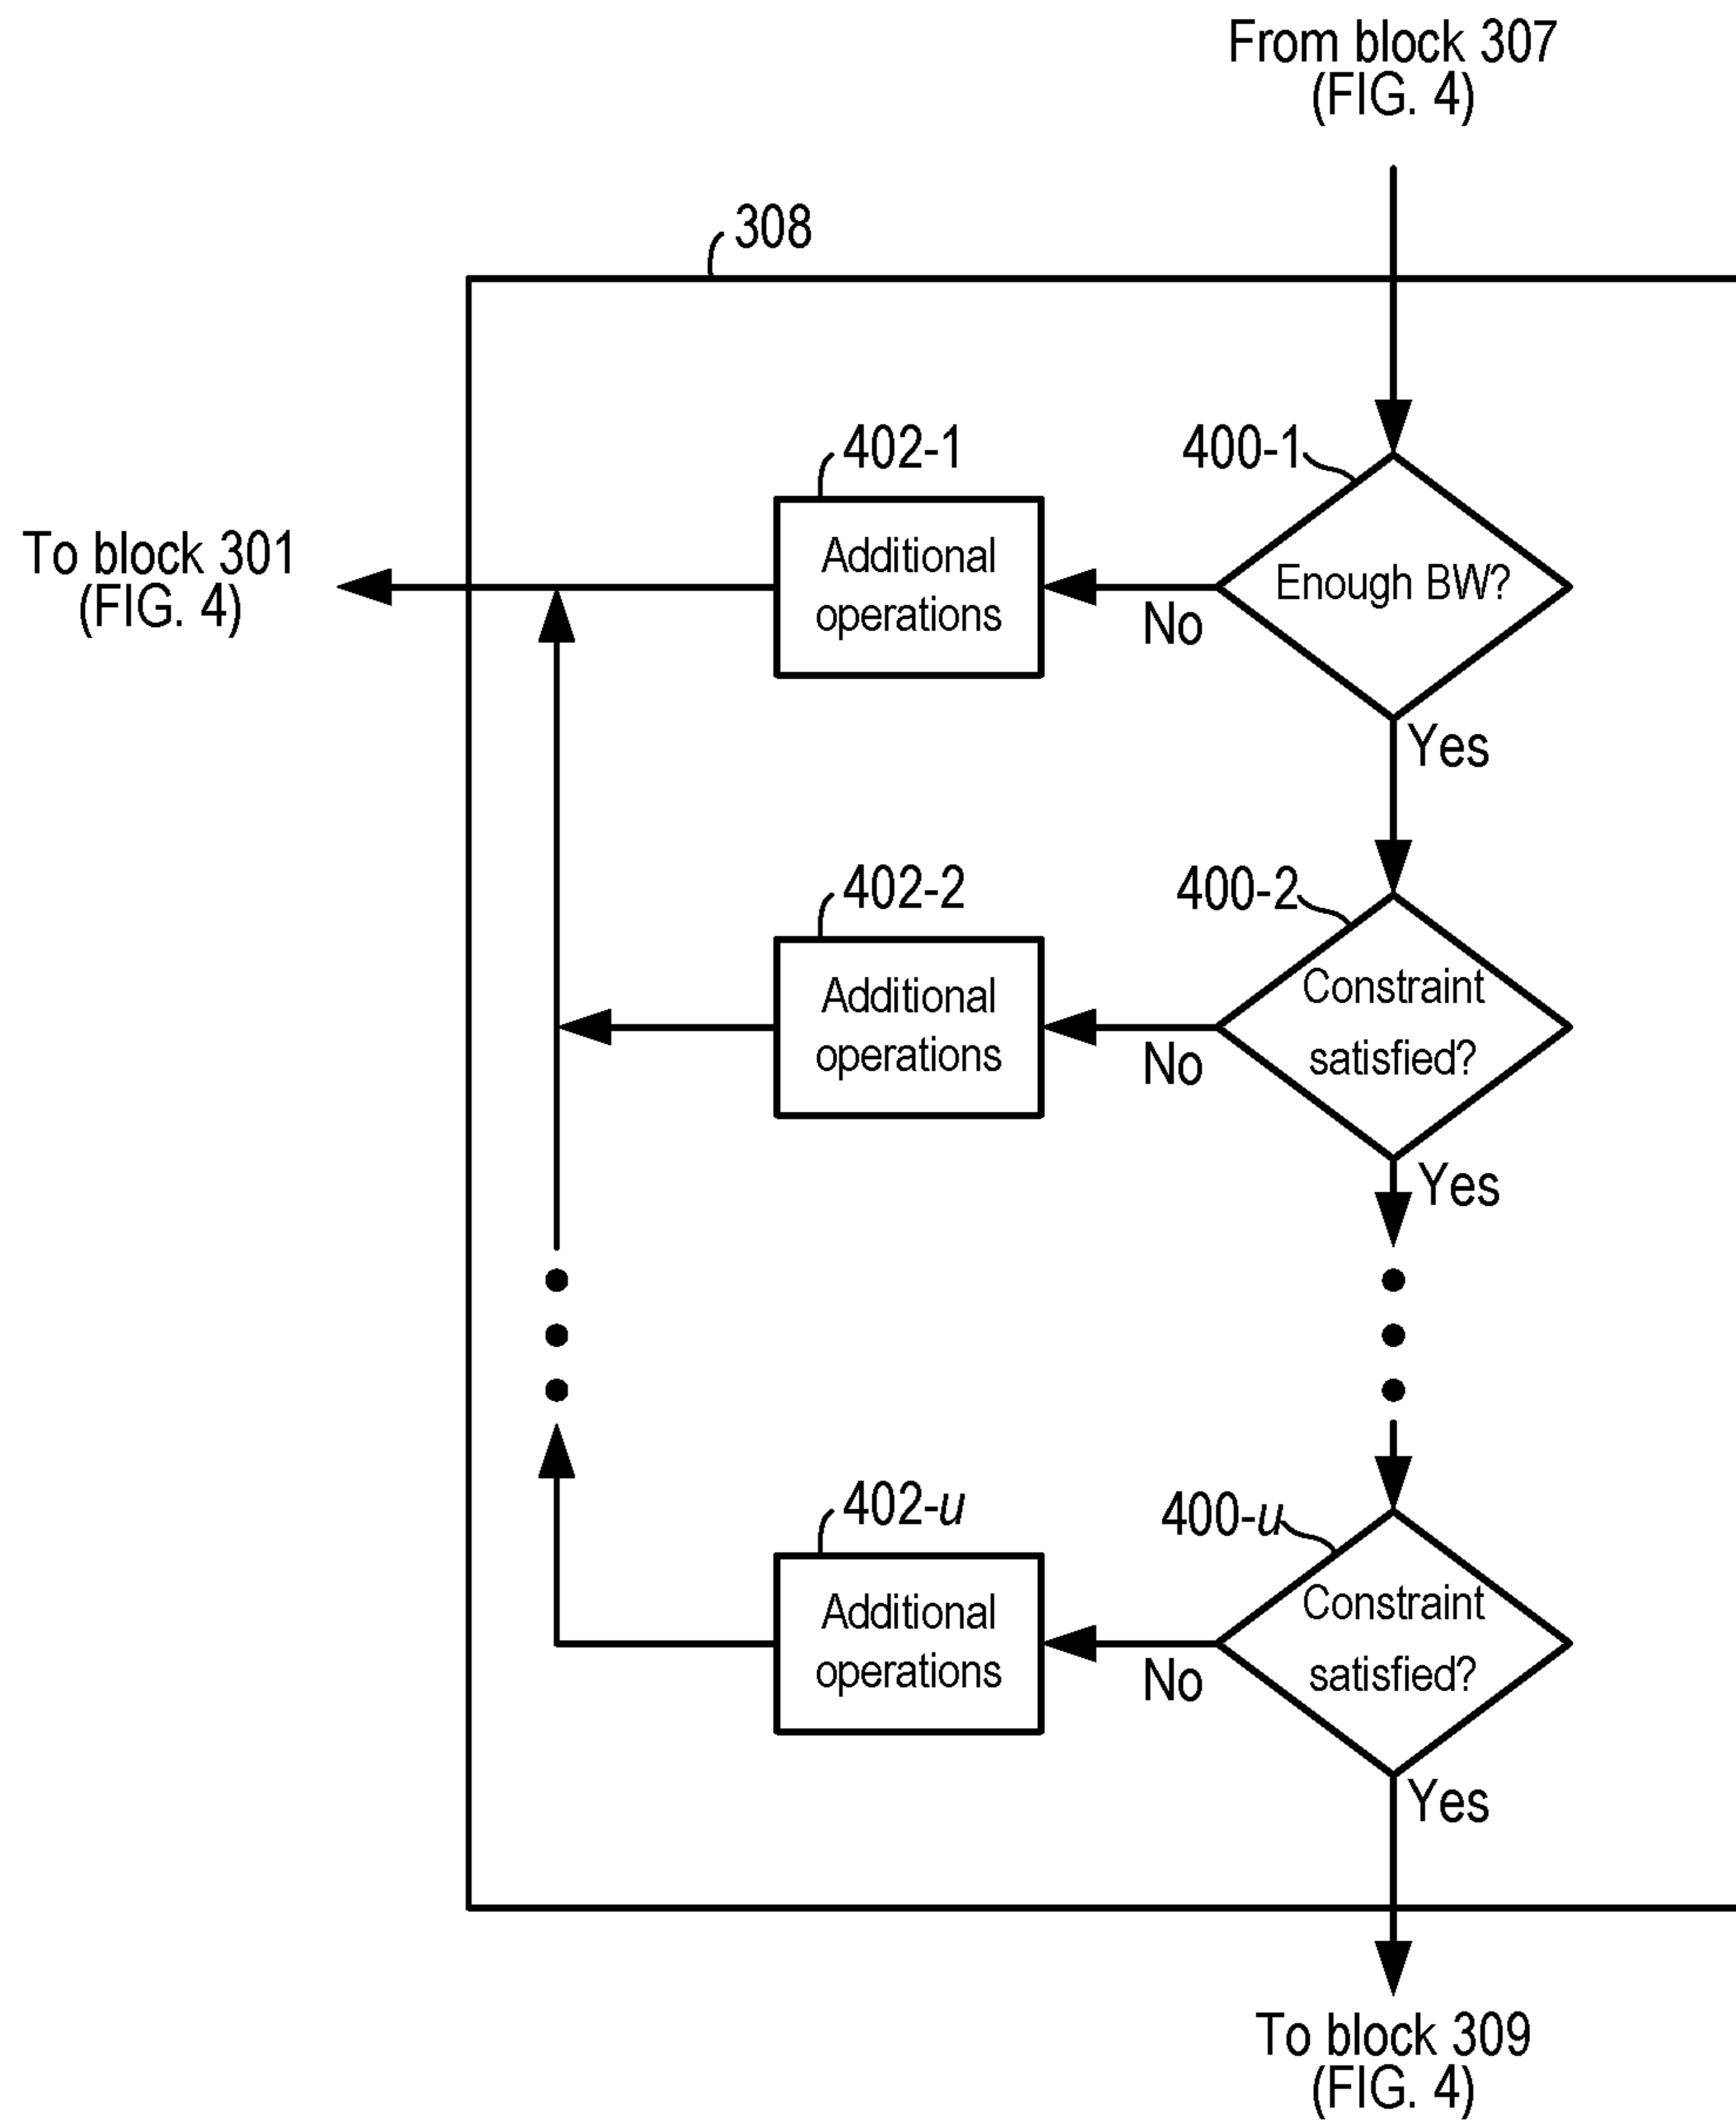 From block 307
(FIG. 4)
308
402-1
400-1
To block 301
(FIG. 4)
Additional
operations
No
Enough BW?
Yes
402-2
400-2
Additional
operations
No
Constraint
satisfied?
Yes
402-u
400-u
Additional
operations
No
Constraint
satisfied?
Yes
To block 309
(FIG. 4)